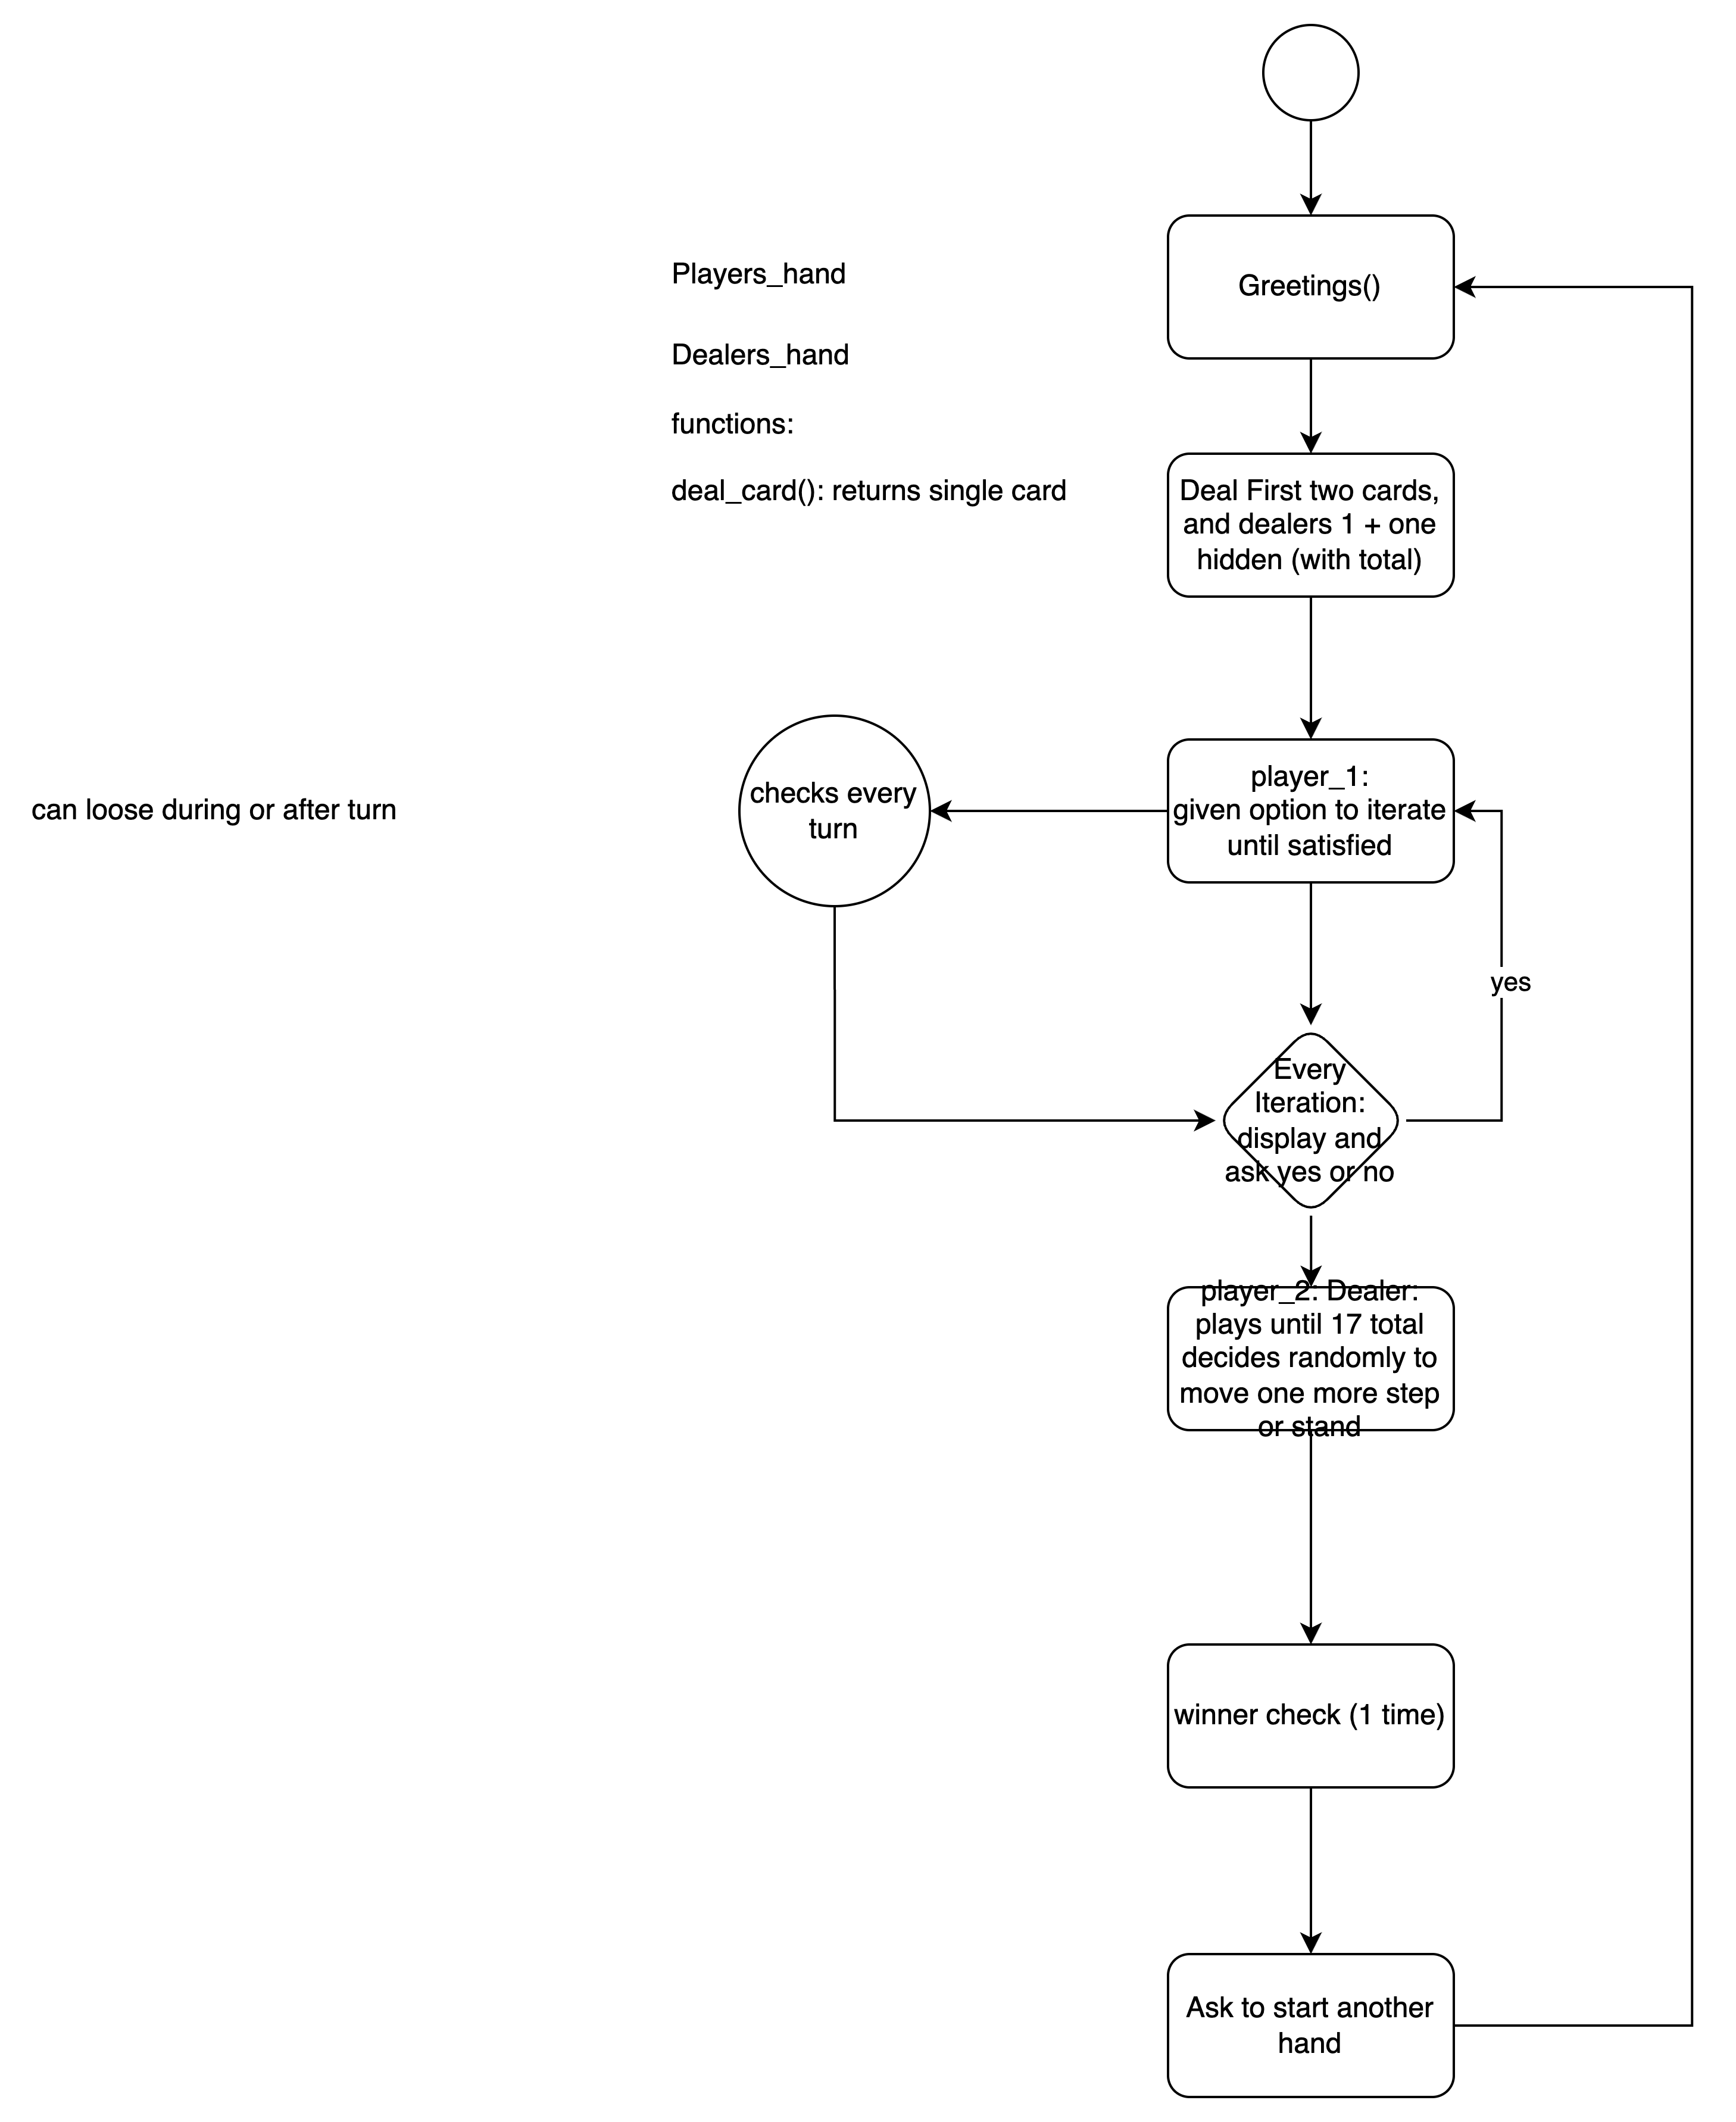 Greetings()
Players_hand
Dealers_hand
functions:
deal_card(): returns single card
Deal First two cards,
and dealers 1 + one
hidden (with total)
can loose during or after turn
checks every
turn
player_1:
given option to iterate
until satisfied
yes
Every
Iteration:
display and
ask yes or no
player_2: Dealer:
plays until 17 total
decides randomly to
move one more step
or stand
winner check (1 time)
Ask to start another
hand